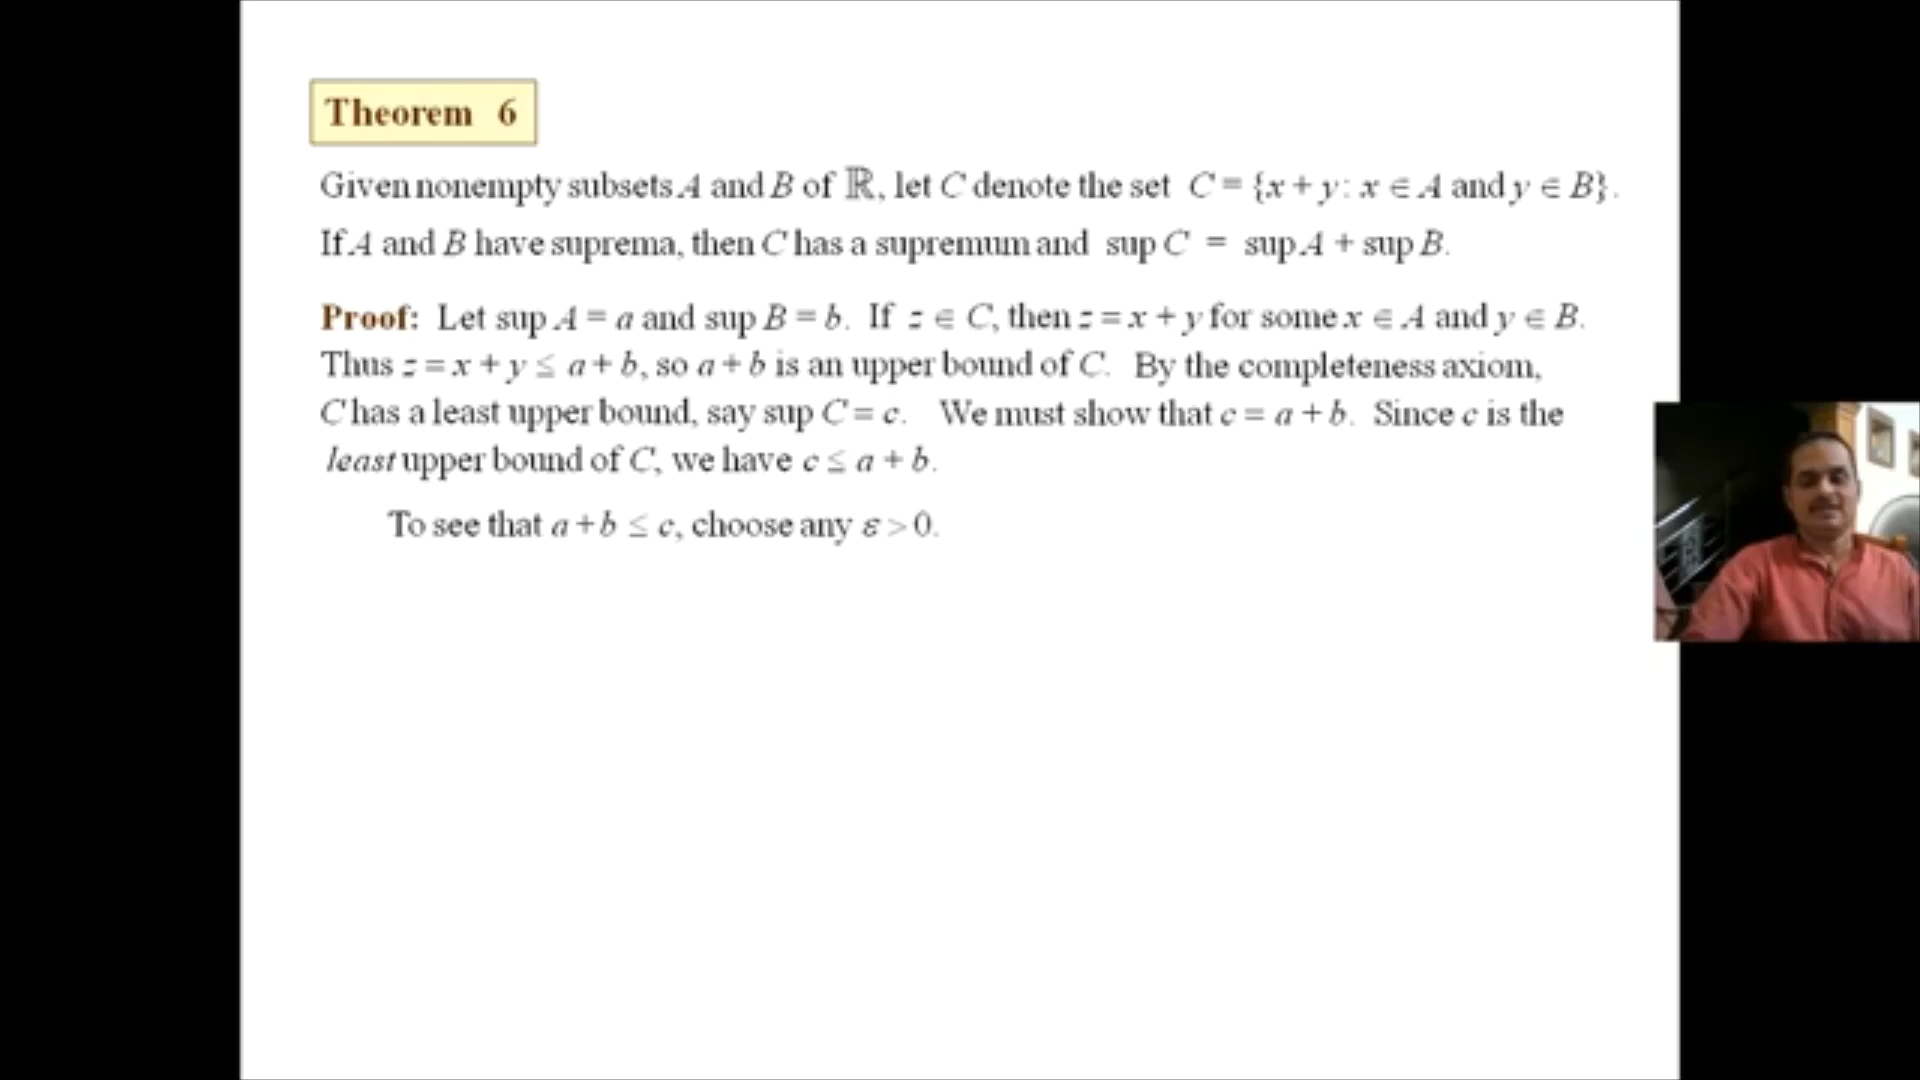 Theorem 6
Given nonempty subsets A and B of ℝ, let C denote the set C = {x + y: x ∈ A and y ∈ B}.
If A and B have suprema, then C has a supremum and sup C = sup A + sup B.
Proof: Let sup A = a and sup B = b. If z ∈ C, then z = x + y for some x ∈ A and y ∈ B.
Thus z = x + y ≤ a + b, so a + b is an upper bound of C. By the completeness axiom,
C has a least upper bound, say sup C = c. We must show that c = a + b. Since c is the
least upper bound of C, we have c ≤ a + b.
To see that a + b ≤ c, choose any ε > 0.